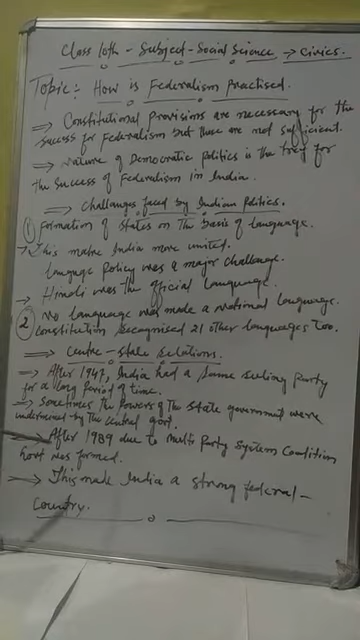 Class 10th - Subject - Social Science → Civics.
Topic: How is Federalism Practised.
⇒ Constitutional Provisions are necessary for the
success for Federalism but these are not sufficient.
⇒ Nature of Democratic Politics is the for
the success of Federalism in India.
⇒ Challenges faced by Indian Politics.
① Formation of States on the basis of language.
→ This make India more united.
Language Policy was a major challenge.
→ Hindi was the official language.
No language was made a National language.
② Constitution recognised 21 other languages too.
⇒ Centre - State relations.
→ After 1947, India had a same ruling Party
for a long Period of time.
⇒ Sometimes the Powers of the State government were
undermined by the central govt.
→ After 1989 due to Multi Party System Coalition
Govt was formed.
⇒ This made India a strong federal -
Country.